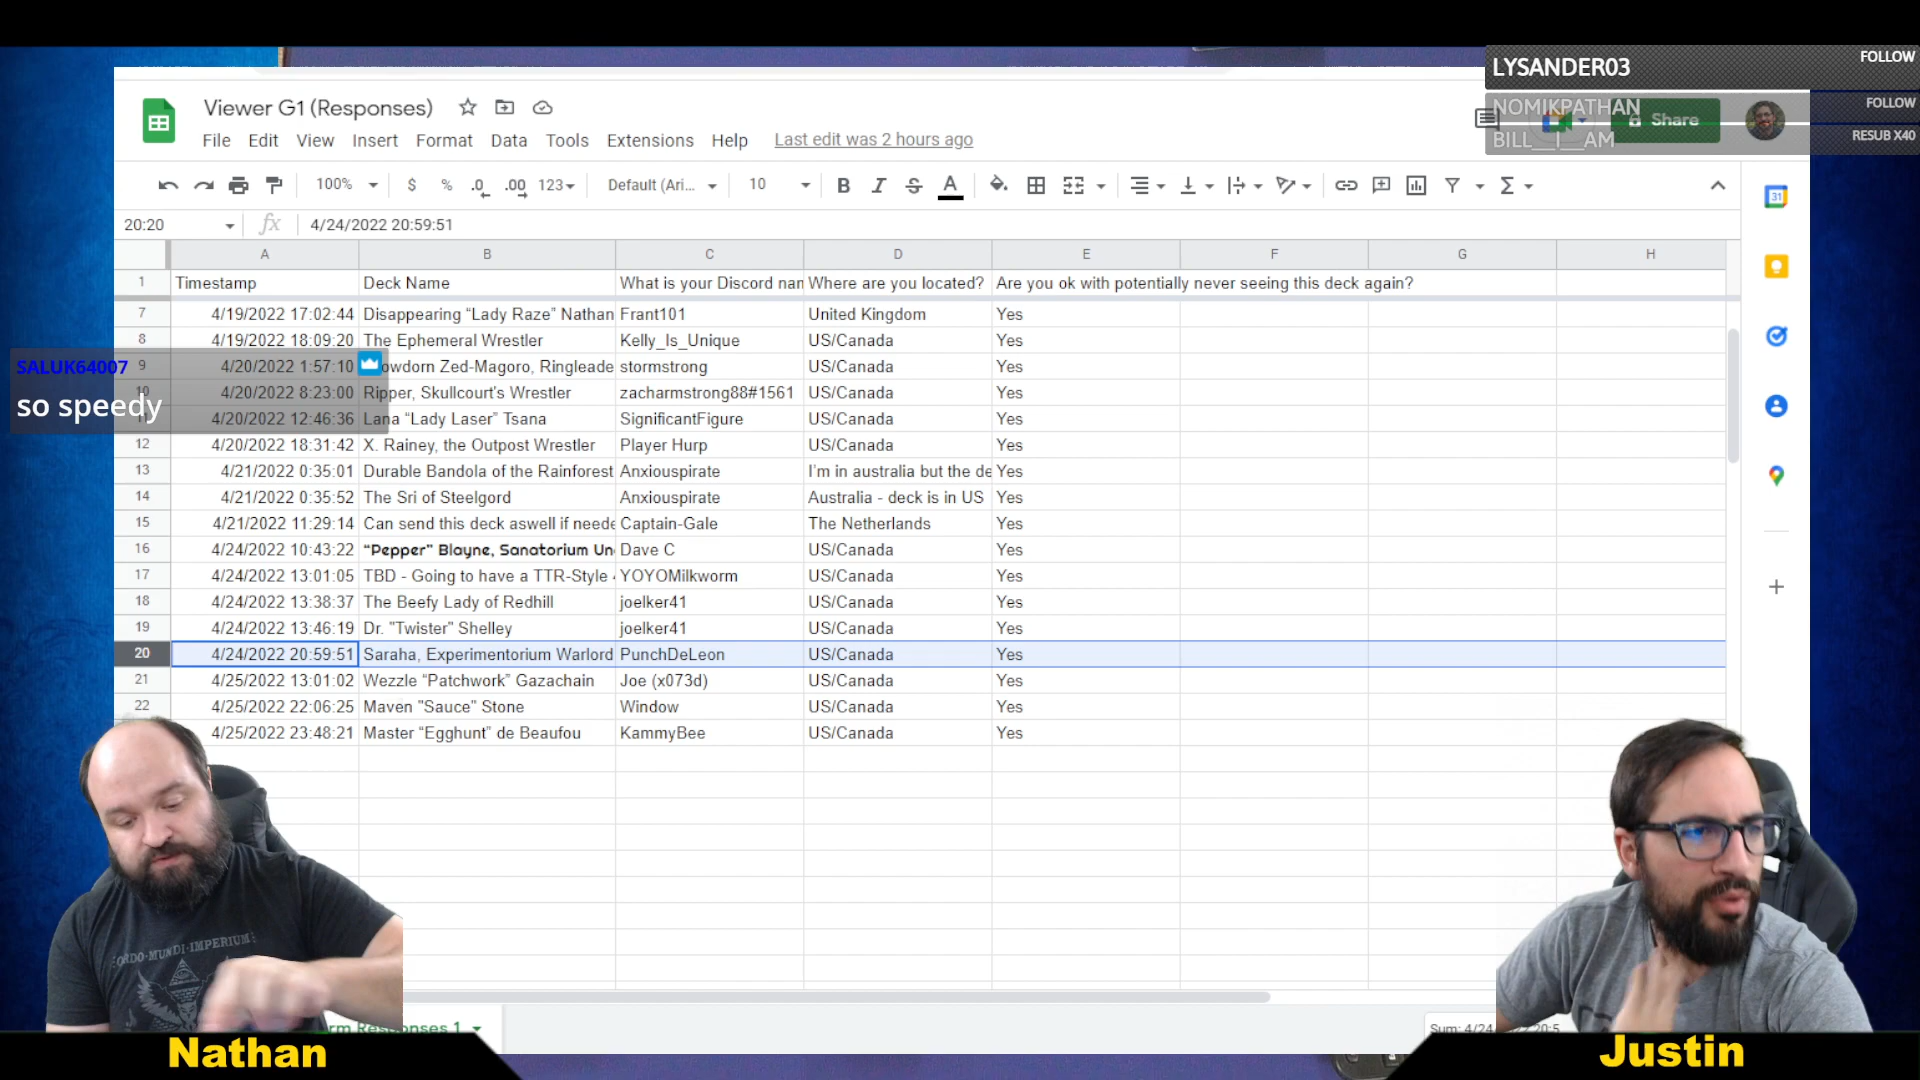 LYSANDER03 FOLLOW
NOMIKPATHAN FOLLOW
BILL__I__AM RESUB X40
Viewer G1 (Responses)
File Edit View Insert Format Data Tools Extensions Help Last edit was 2 hours ago
Share
100% $ % .0 .00 123 Default (Ari... 10 B I S A
20:20 fx 4/24/2022 20:59:51
A B C D E F G H
1 Timestamp Deck Name What is your Discord nam Where are you located? Are you ok with potentially never seeing this deck again?
7 4/19/2022 17:02:44 Disappearing “Lady Raze” Nathan Frant101 United Kingdom Yes
8 4/19/2022 18:09:20 The Ephemeral Wrestler Kelly_Is_Unique US/Canada Yes
9 4/20/2022 1:57:10 owdorn Zed-Magoro, Ringleade stormstrong US/Canada Yes
10 4/20/2022 8:23:00 Ripper, Skullcourt's Wrestler zacharmstrong88#1561 US/Canada Yes
11 4/20/2022 12:46:36 Lana “Lady Laser” Tsana SignificantFigure US/Canada Yes
12 4/20/2022 18:31:42 X. Rainey, the Outpost Wrestler Player Hurp US/Canada Yes
13 4/21/2022 0:35:01 Durable Bandola of the Rainforest Anxiouspirate I'm in australia but the de Yes
14 4/21/2022 0:35:52 The Sri of Steelgord Anxiouspirate Australia - deck is in US Yes
15 4/21/2022 11:29:14 Can send this deck aswell if neede Captain-Gale The Netherlands Yes
16 4/24/2022 10:43:22 “Pepper” Blayne, Sanatorium Un Dave C US/Canada Yes
17 4/24/2022 13:01:05 TBD - Going to have a TTR-Style YOYOMilkworm US/Canada Yes
18 4/24/2022 13:38:37 The Beefy Lady of Redhill joelker41 US/Canada Yes
19 4/24/2022 13:46:19 Dr. "Twister" Shelley joelker41 US/Canada Yes
20 4/24/2022 20:59:51 Saraha, Experimentorium Warlord PunchDeLeon US/Canada Yes
21 4/25/2022 13:01:02 Wezzle “Patchwork” Gazachain Joe (x073d) US/Canada Yes
22 4/25/2022 22:06:25 Maven "Sauce" Stone Window US/Canada Yes
4/25/2022 23:48:21 Master “Egghunt” de Beaufou KammyBee US/Canada Yes
SALUK64007
so speedy
31
ORDO·MUNDI·IMPERIUM
rm Responses 1
Sum: 4/24
Nathan
Justin